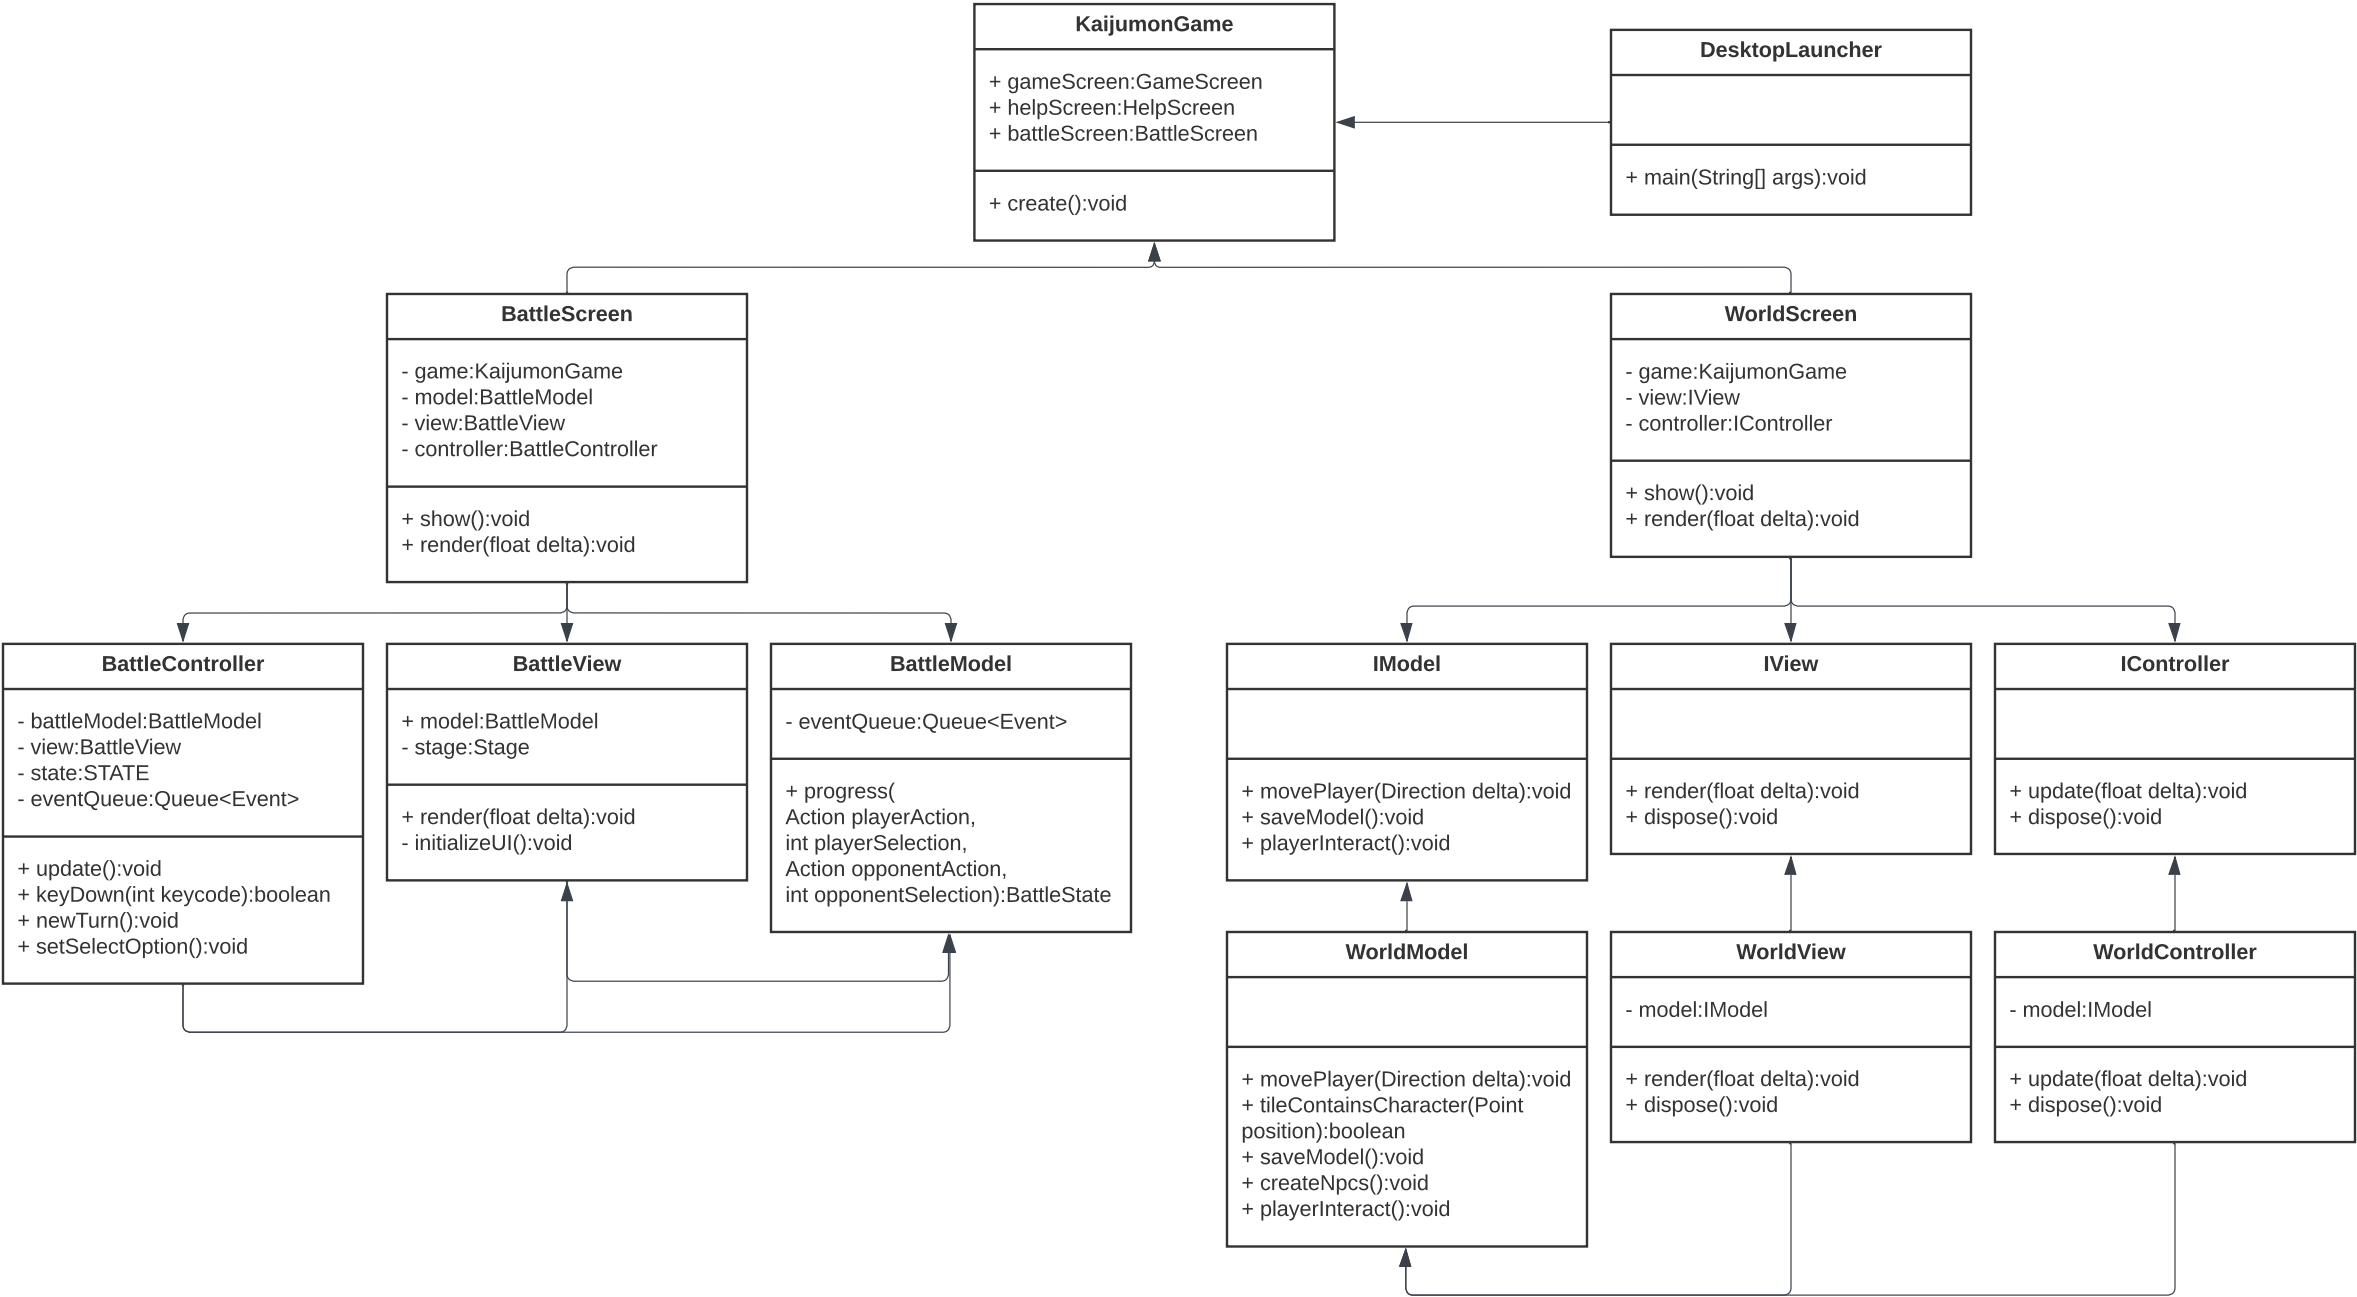 KaijumonGame
+ gameScreen:GameScreen
+ helpScreen:HelpScreen
+ battleScreen:BattleScreen
+ create():void
DesktopLauncher
+ main(String[] args):void
BattleScreen
- game:KaijumonGame
- model:BattleModel
- view:BattleView
- controller:BattleController
+ show():void
+ render(float delta):void
WorldScreen
- game:KaijumonGame
- view:IView
- controller:IController
+ show():void
+ render(float delta):void
BattleController
- battleModel:BattleModel
- view:BattleView
- state:STATE
- eventQueue:Queue<Event>
+ update():void
+ keyDown(int keycode):boolean
+ newTurn():void
+ setSelectOption():void
BattleView
+ model:BattleModel
- stage:Stage
+ render(float delta):void
- initializeUI():void
BattleModel
- eventQueue:Queue<Event>
+ progress(
Action playerAction,
int playerSelection,
Action opponentAction,
int opponentSelection):BattleState
IModel
+ movePlayer(Direction delta):void
+ saveModel():void
+ playerInteract():void
IView
+ render(float delta):void
+ dispose():void
IController
+ update(float delta):void
+ dispose():void
WorldModel
+ movePlayer(Direction delta):void
+ tileContainsCharacter(Point
position):boolean
+ saveModel():void
+ createNpcs():void
+ playerInteract():void
WorldView
- model:IModel
+ render(float delta):void
+ dispose():void
WorldController
- model:IModel
+ update(float delta):void
+ dispose():void